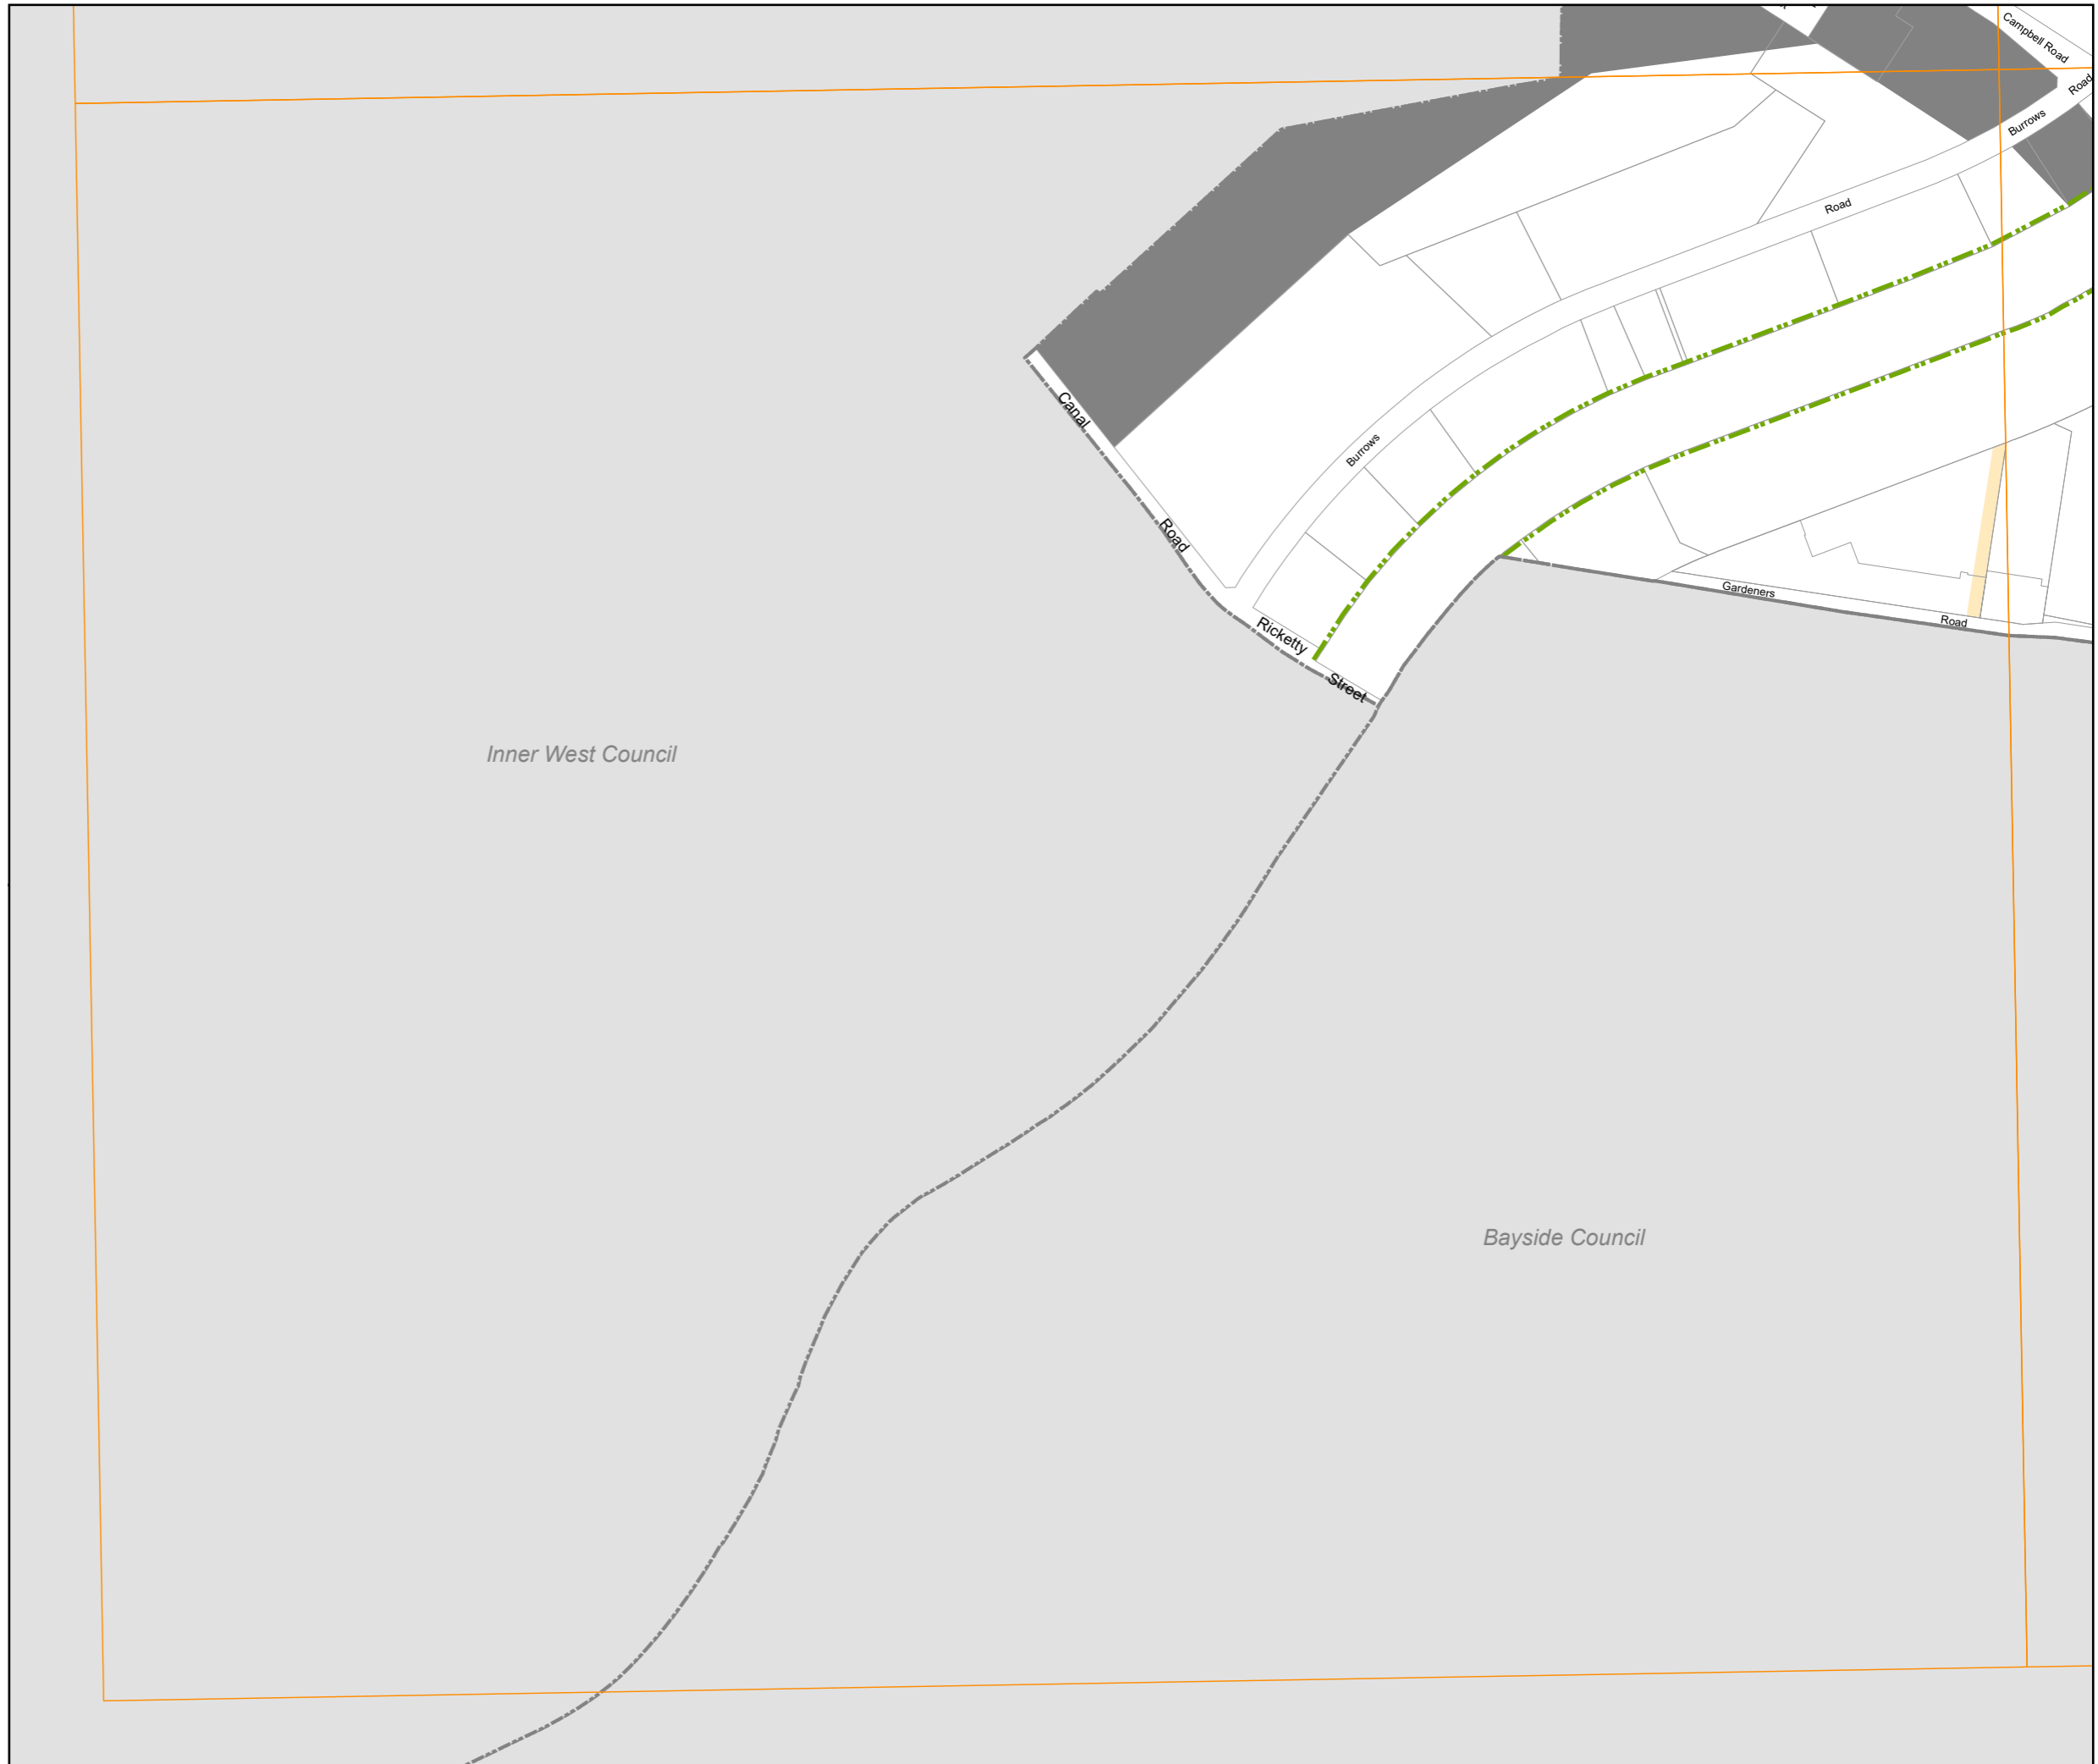 Campbell Road
Road
Burrows
Road
Canal
Burrows
Road
Gardeners
Road
Ricketty
Street
Inner West Council
Bayside Council